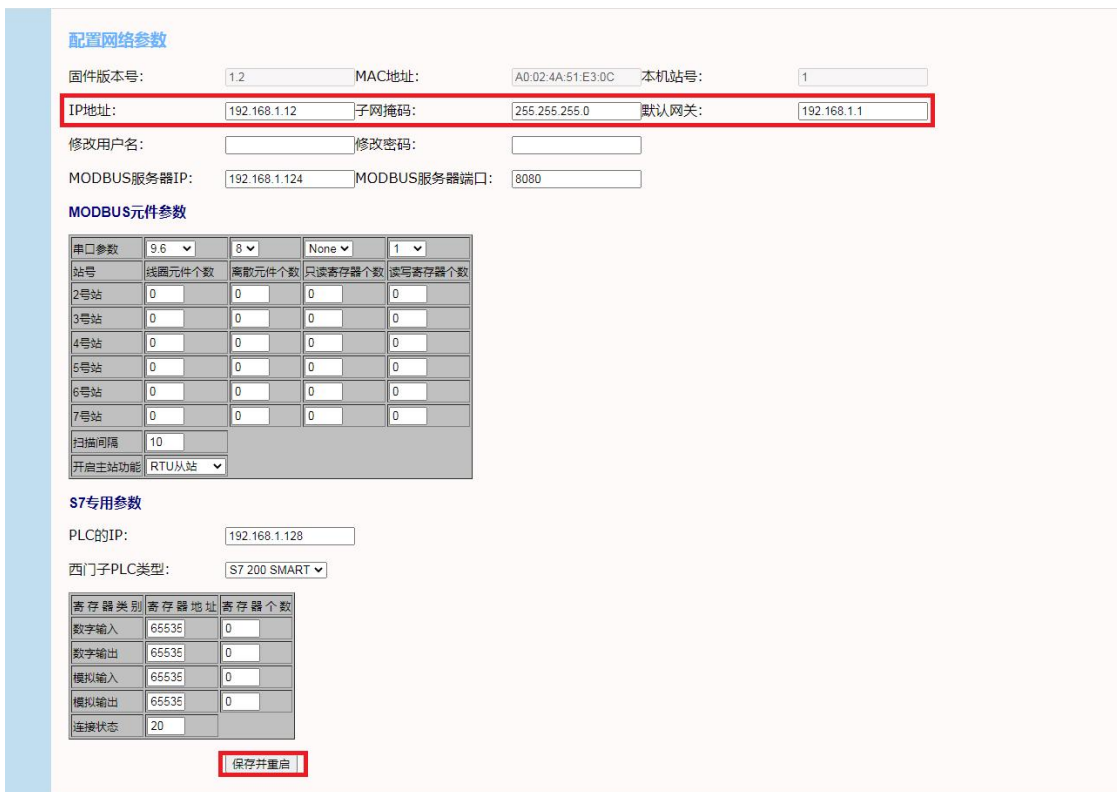 配置网络参数
固件版本号: 1.2 MAC地址: A0:02:4A:51:E3:0C 本机站号: 1
IP地址: 192.168.1.12 子网掩码: 255.255.255.0 默认网关: 192.168.1.1
修改用户名: 修改密码:
MODBUS服务器IP: 192.168.1.124 MODBUS服务器端口: 8080
MODBUS元件参数
串口参数 9.6 8 None 1
站号 线圈元件个数 离散元件个数 只读寄存器个数 读写寄存器个数
2号站 0 0 0 0
3号站 0 0 0 0
4号站 0 0 0 0
5号站 0 0 0 0
6号站 0 0 0 0
7号站 0 0 0 0
扫描间隔 10
开启主站功能 RTU从站
S7专用参数
PLC的IP: 192.168.1.128
西门子PLC类型: S7 200 SMART
寄存器类别 寄存器地址 寄存器个数
数字输入 65535 0
数字输出 65535 0
模拟输入 65535 0
模拟输出 65535 0
连接状态 20
保存并重启